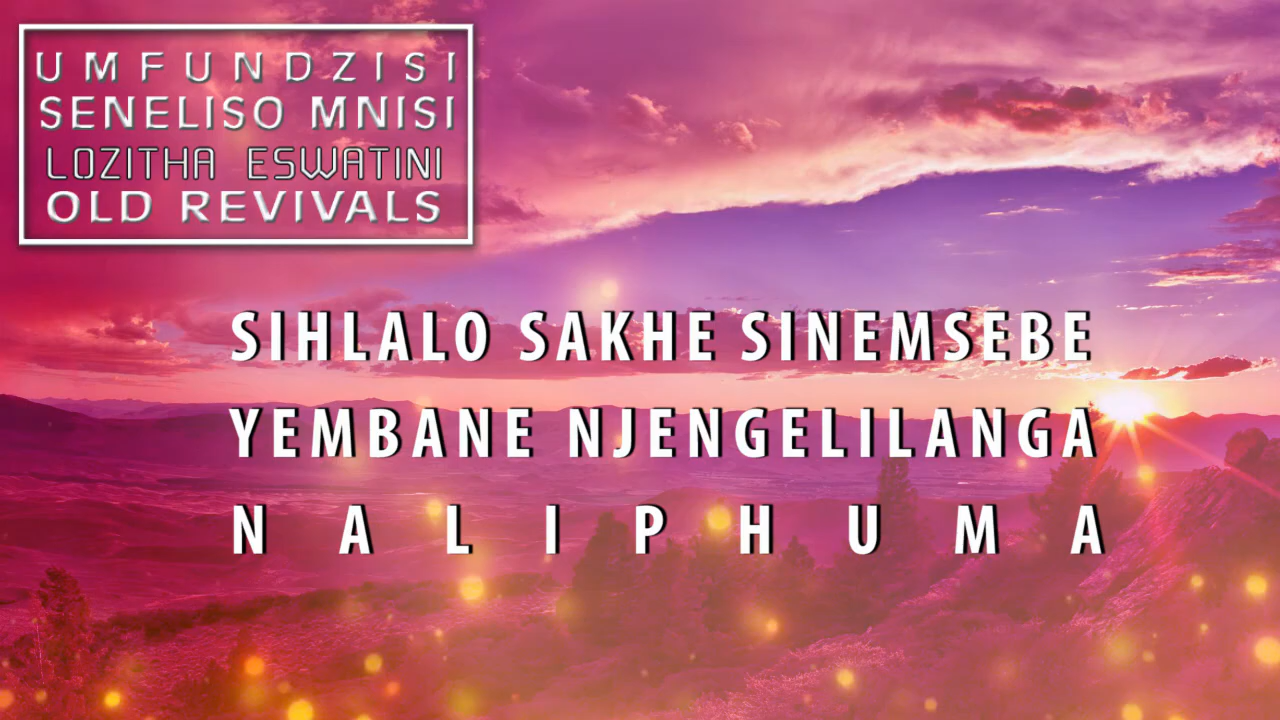 UMFUNDZISI
SENELISO MNISI
LOZITHA ESWATINI
OLD REVIVALS
SIHLALO SAKHE SINEMSEBE
YEMBANE NJENGELILANGA
NALIPHUMA